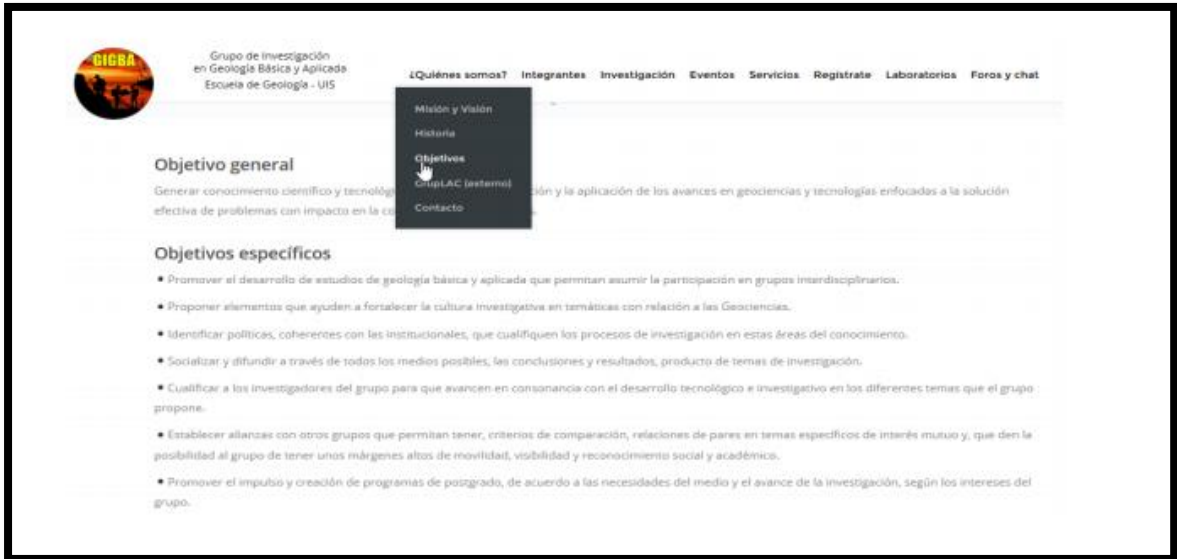 GIGBA
Grupo de Investigación
en Geología Básica y Aplicada
Escuela de Geología - UIS
¿Quiénes somos? Integrantes Investigación Eventos Servicios Regístrate Laboratorios Foros y chat
Misión y Visión
Historia
Objetivos
GrupLAC (externo)
Contacto
Objetivo general
Generar conocimiento científico y ción y la aplicación de los avances en geociencias y tecnologías enfocadas a la solución
efectiva de problemas con impacto en la
Objetivos específicos
• Promover el desarrollo de estudios de geología básica y aplicada que permitan asumir la participación en grupos interdisciplinarios.
• Proponer elementos que ayuden a fortalecer la cultura investigativa en temáticas con relación a las Geociencias.
• Identificar políticas, coherentes con las institucionales, que cualifiquen los procesos de investigación en estas áreas del conocimiento.
• Socializar y difundir a través de todos los medios posibles, las conclusiones y resultados, producto de temas de investigación.
• Cualificar a los investigadores del grupo para que avancen en consonancia con el desarrollo tecnológico e investigativo en los diferentes temas que el grupo
propone.
• Establecer alianzas con otros grupos que permitan tener, criterios de comparación, relaciones de pares en temas específicos de interés mutuo y, que den la
posibilidad al grupo de tener unos márgenes altos de movilidad, visibilidad y reconocimiento social y académico.
• Promover el impulso y creación de programas de postgrado, de acuerdo a las necesidades del medio y el avance de la investigación, según los intereses del
grupo.